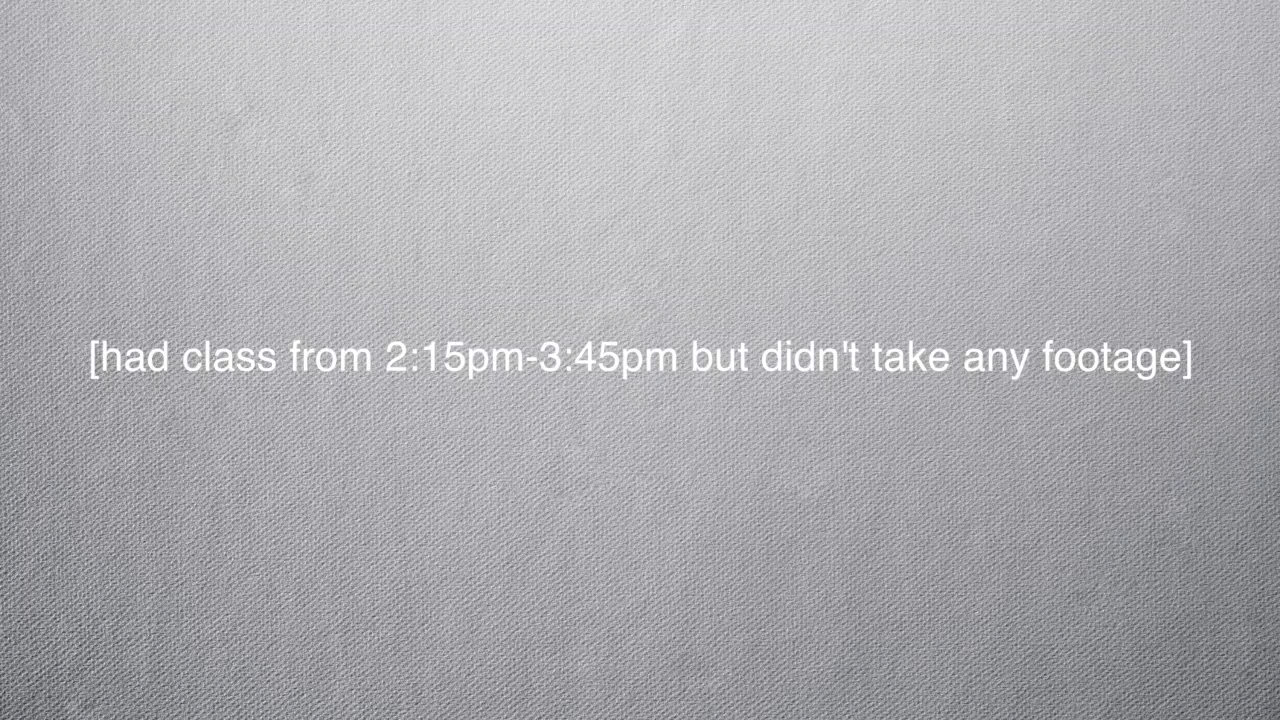 [had class from 2:15pm-3:45pm but didn't take any footage]